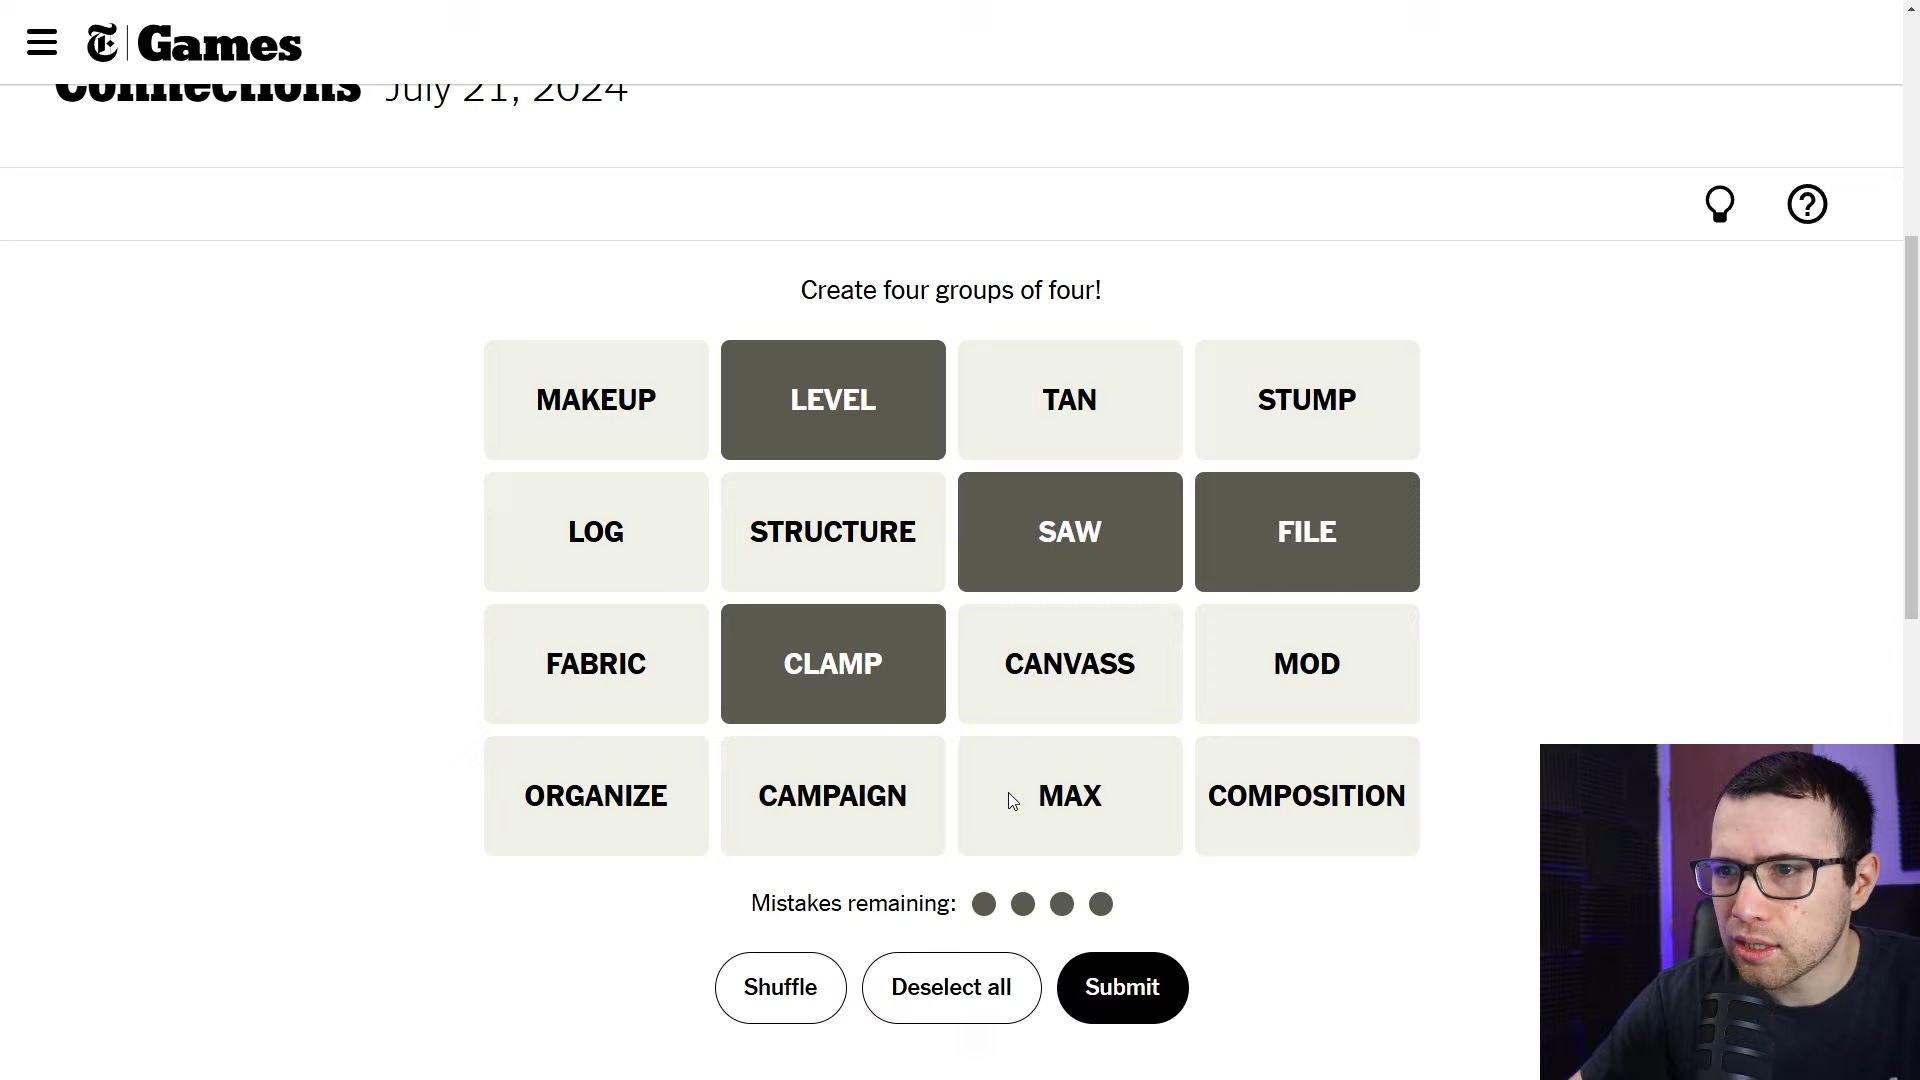 T Games
Connections July 21, 2024
Create four groups of four!
MAKEUP LEVEL TAN STUMP
LOG STRUCTURE SAW FILE
FABRIC CLAMP CANVASS MOD
ORGANIZE CAMPAIGN MAX COMPOSITION
Mistakes remaining:
Shuffle Deselect all Submit